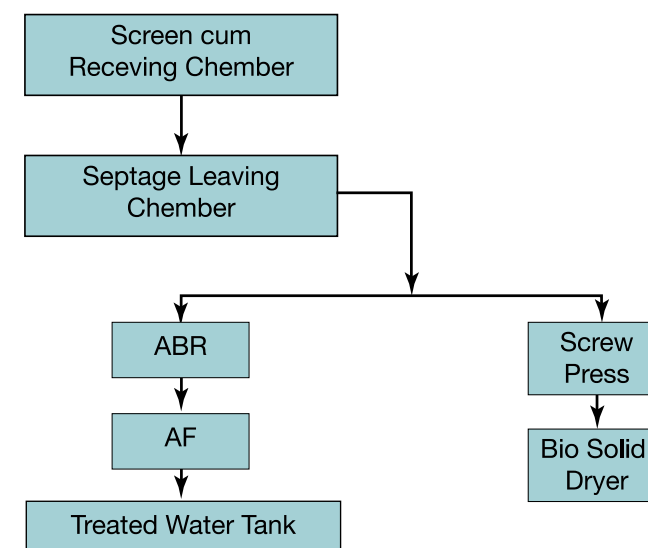 Screen cum
Receving Chember
Septage Leaving
Chember
ABR
Screw
Press
AF
Bio Solid
Dryer
Treated Water Tank